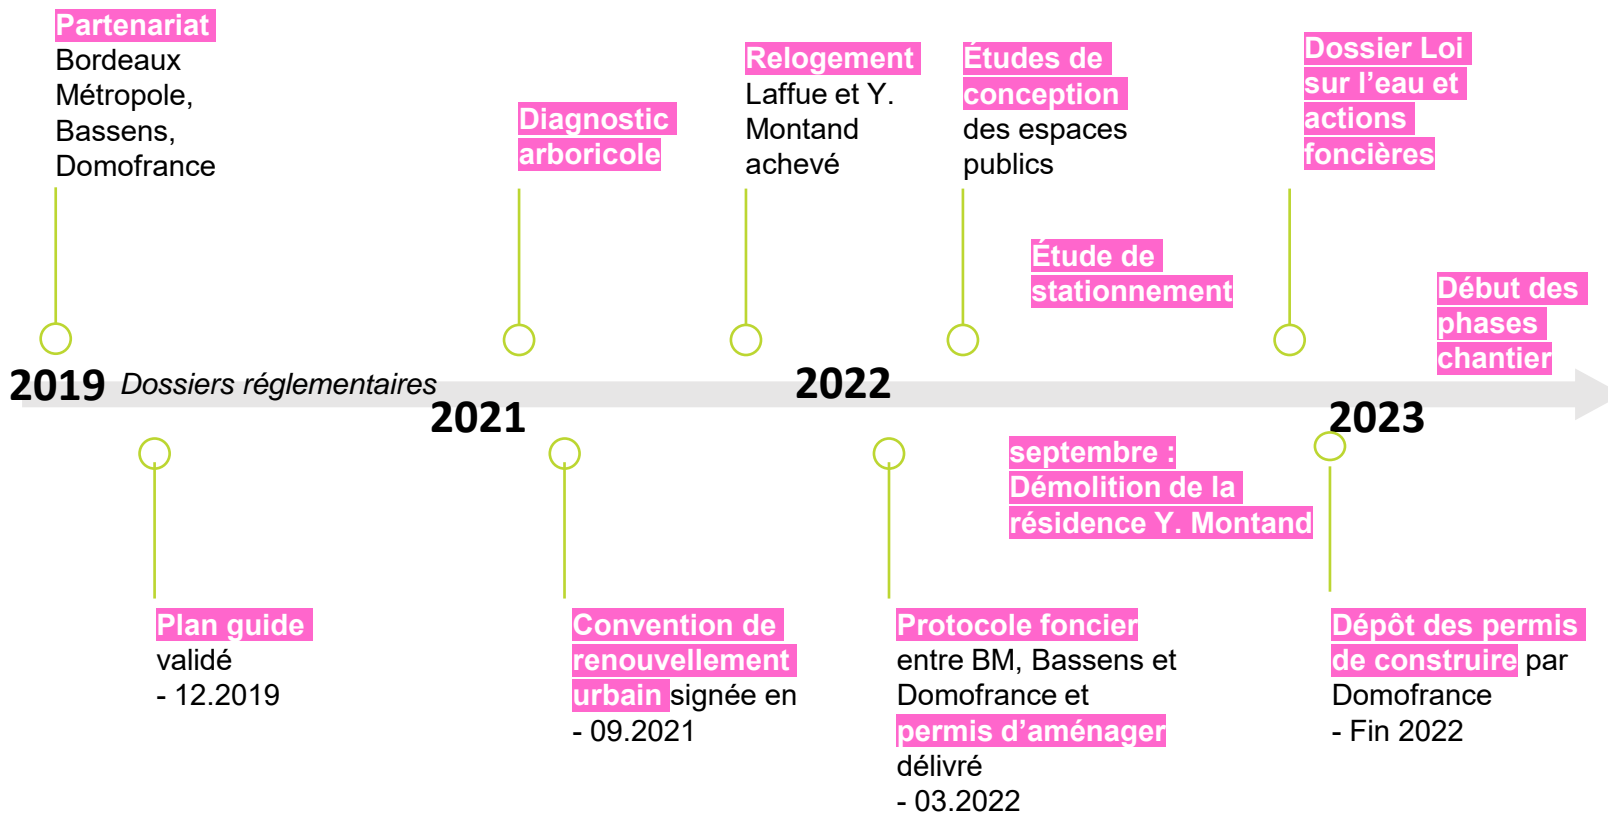 Partenariat
Bordeaux
Métropole,
Bassens,
Domofrance
Diagnostic
arboricole
Relogement
Laffue et Y.
Montand
achevé
Études de
conception
des espaces
publics
Étude de
stationnement
Dossier Loi
sur l’eau et
actions
foncières
Début des
phases
chantier
2019 Dossiers réglementaires
2021
2022
2023
Plan guide
validé
- 12.2019
Convention de
renouvellement
urbain signée en
- 09.2021
Protocole foncier
entre BM, Bassens et
Domofrance et
permis d’aménager
délivré
- 03.2022
septembre :
Démolition de la
résidence Y. Montand
Dépôt des permis
de construire par
Domofrance
- Fin 2022